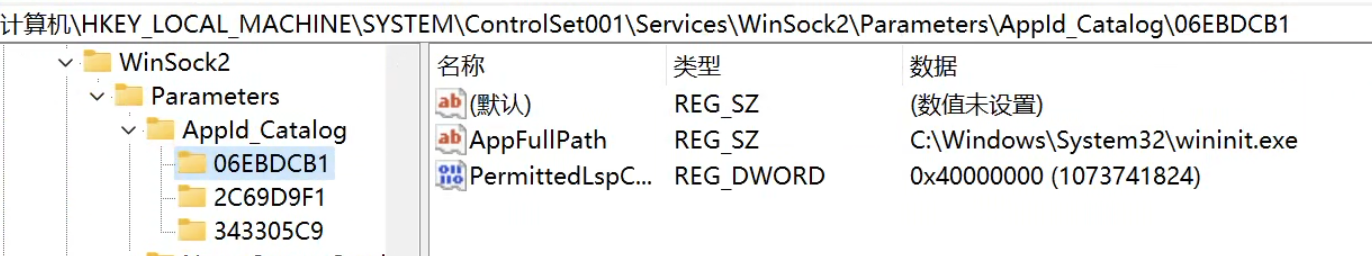 计算机\HKEY_LOCAL_MACHINE\SYSTEM\ControlSet001\Services\WinSock2\Parameters\AppId_Catalog\06EBDCB1
WinSock2
Parameters
AppId_Catalog
06EBDCB1
2C69D9F1
343305C9
名称 类型 数据
(默认) REG_SZ (数值未设置)
AppFullPath REG_SZ C:\Windows\System32\wininit.exe
PermittedLspC... REG_DWORD 0x40000000 (1073741824)